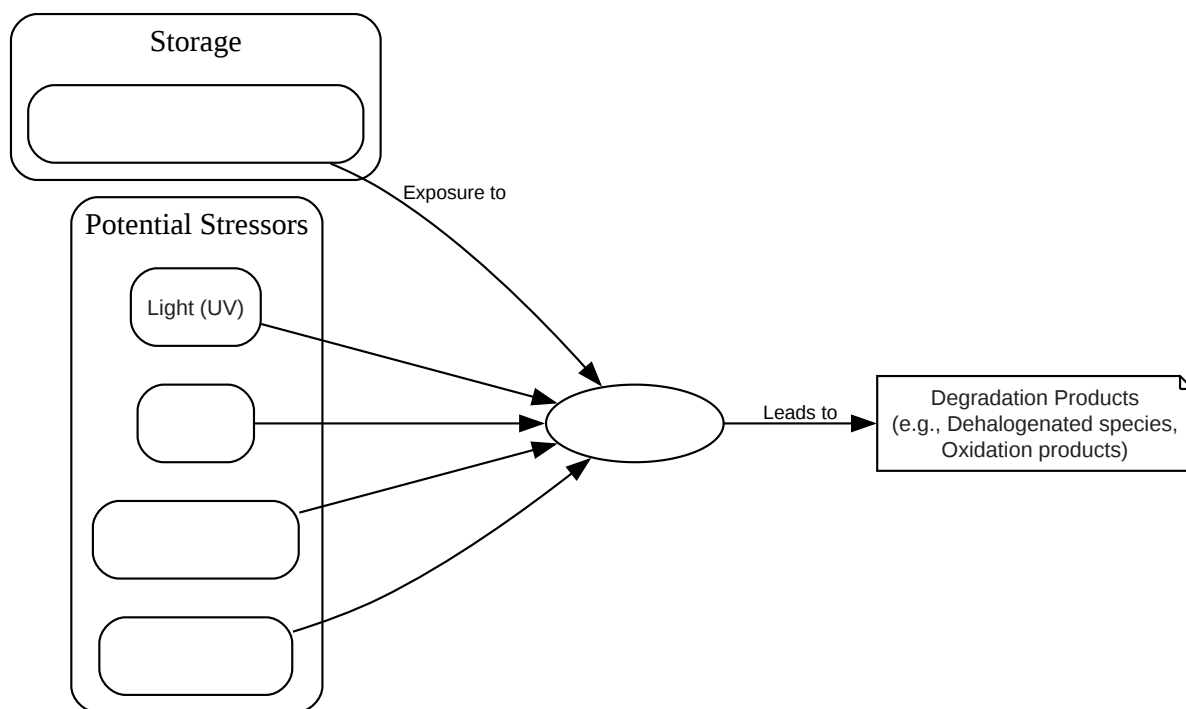 Storage
Exposure to
Potential Stressors
Light (UV)
Leads to
Degradation Products
(e.g., Dehalogenated species,
Oxidation products)